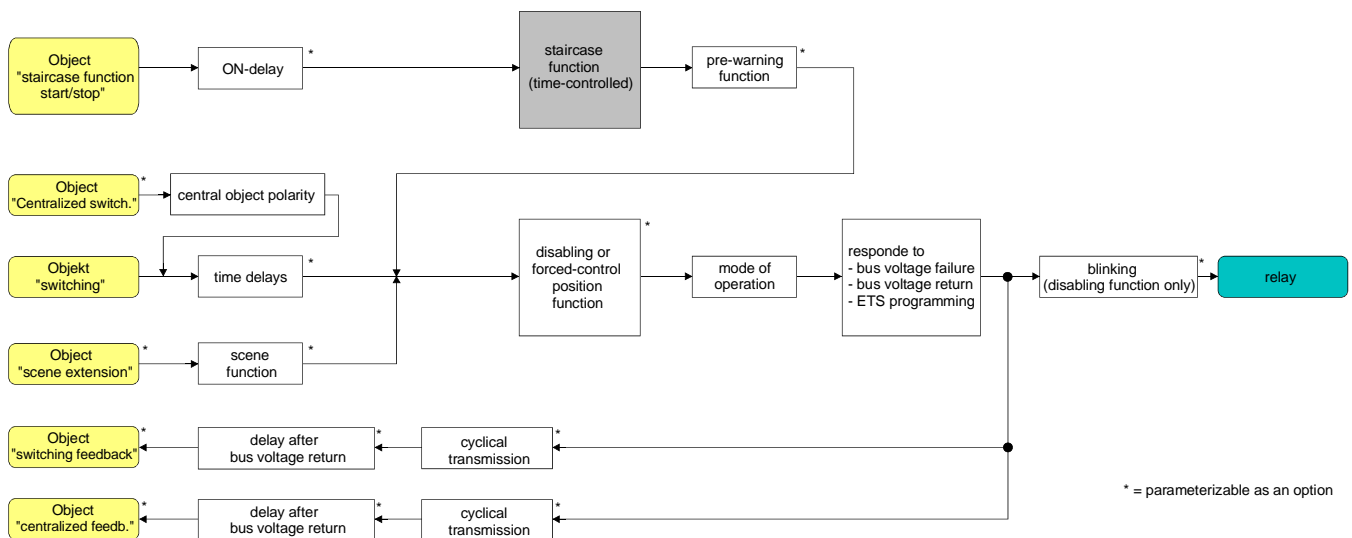 Object
"staircase function
start/stop"
*
ON-delay
staircase
function
(time-controlled)
*
pre-warning
function
Object
"Centralized switch."
*
central object polarity
Objekt
"switching"
time delays
*
disabling or
forced-control
position
function
*
mode of
operation
responde to
- bus voltage failure
- bus voltage return
- ETS programming
blinking
(disabling function only)
*
relay
Object
"scene extension"
*
scene
function
*
Object
"switching feedback"
*
delay after
bus voltage return
*
cyclical
transmission
*
Object
"centralized feedb."
*
delay after
bus voltage return
*
cyclical
transmission
*
* = parameterizable as an option